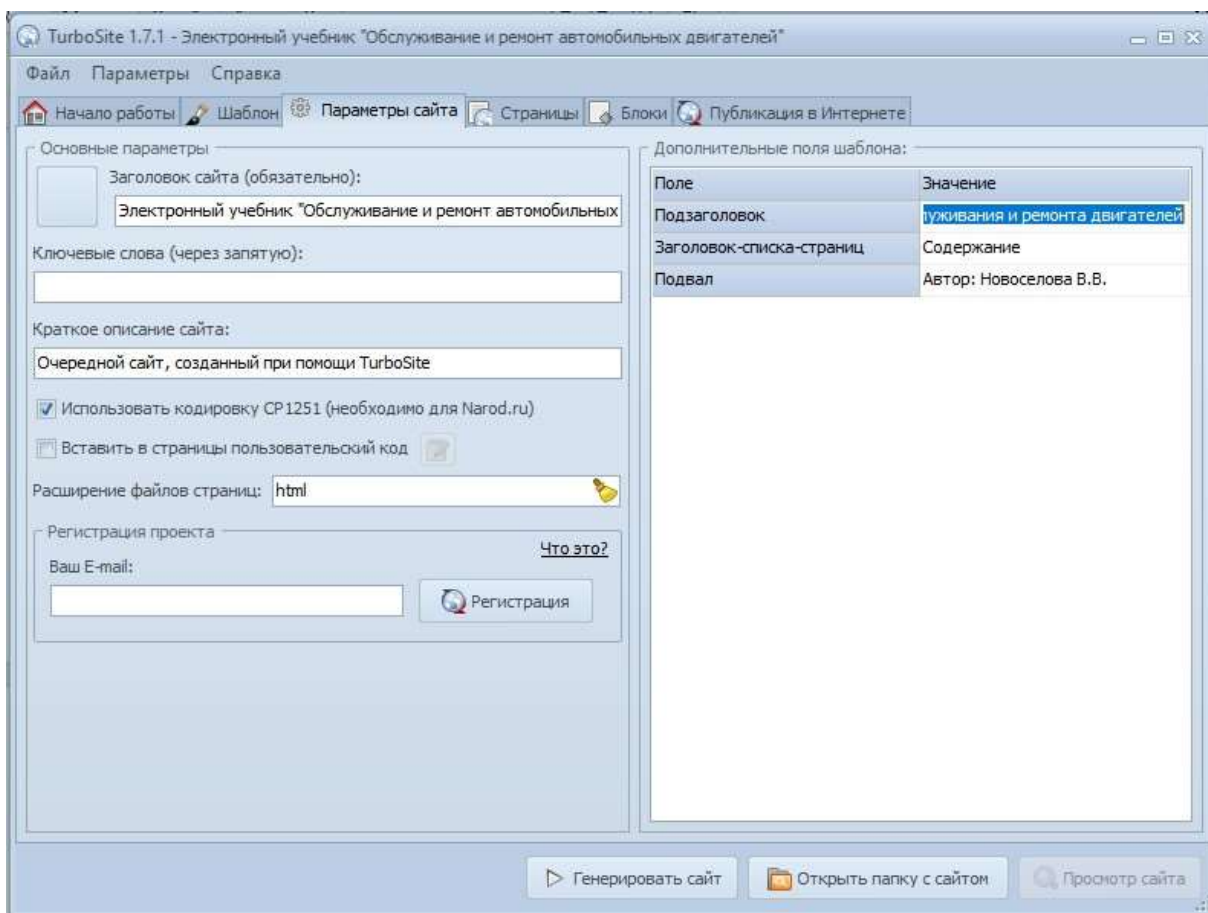 TurboSite 1.7.1 - Электронный учебник "Обслуживание и ремонт автомобильных двигателей"
Файл Параметры Справка
Начало работы Шаблон Параметры сайта Страницы Блоки Публикация в Интернете
Основные параметры
Заголовок сайта (обязательно):
Электронный учебник "Обслуживание и ремонт автомобильных
Ключевые слова (через запятую):
Краткое описание сайта:
Очередной сайт, созданный при помощи TurboSite
Использовать кодировку CP1251 (необходимо для Narod.ru)
Вставить в страницы пользовательский код
Расширение файлов страниц: html
Регистрация проекта
Что это?
Ваш E-mail:
Регистрация
Дополнительные поля шаблона:
Поле Значение
Подзаголовок луживания и ремонта двигателей
Заголовок-списка-страниц Содержание
Подвал Автор: Новоселова В.В.
Генерировать сайт Открыть папку с сайтом Просмотр сайта